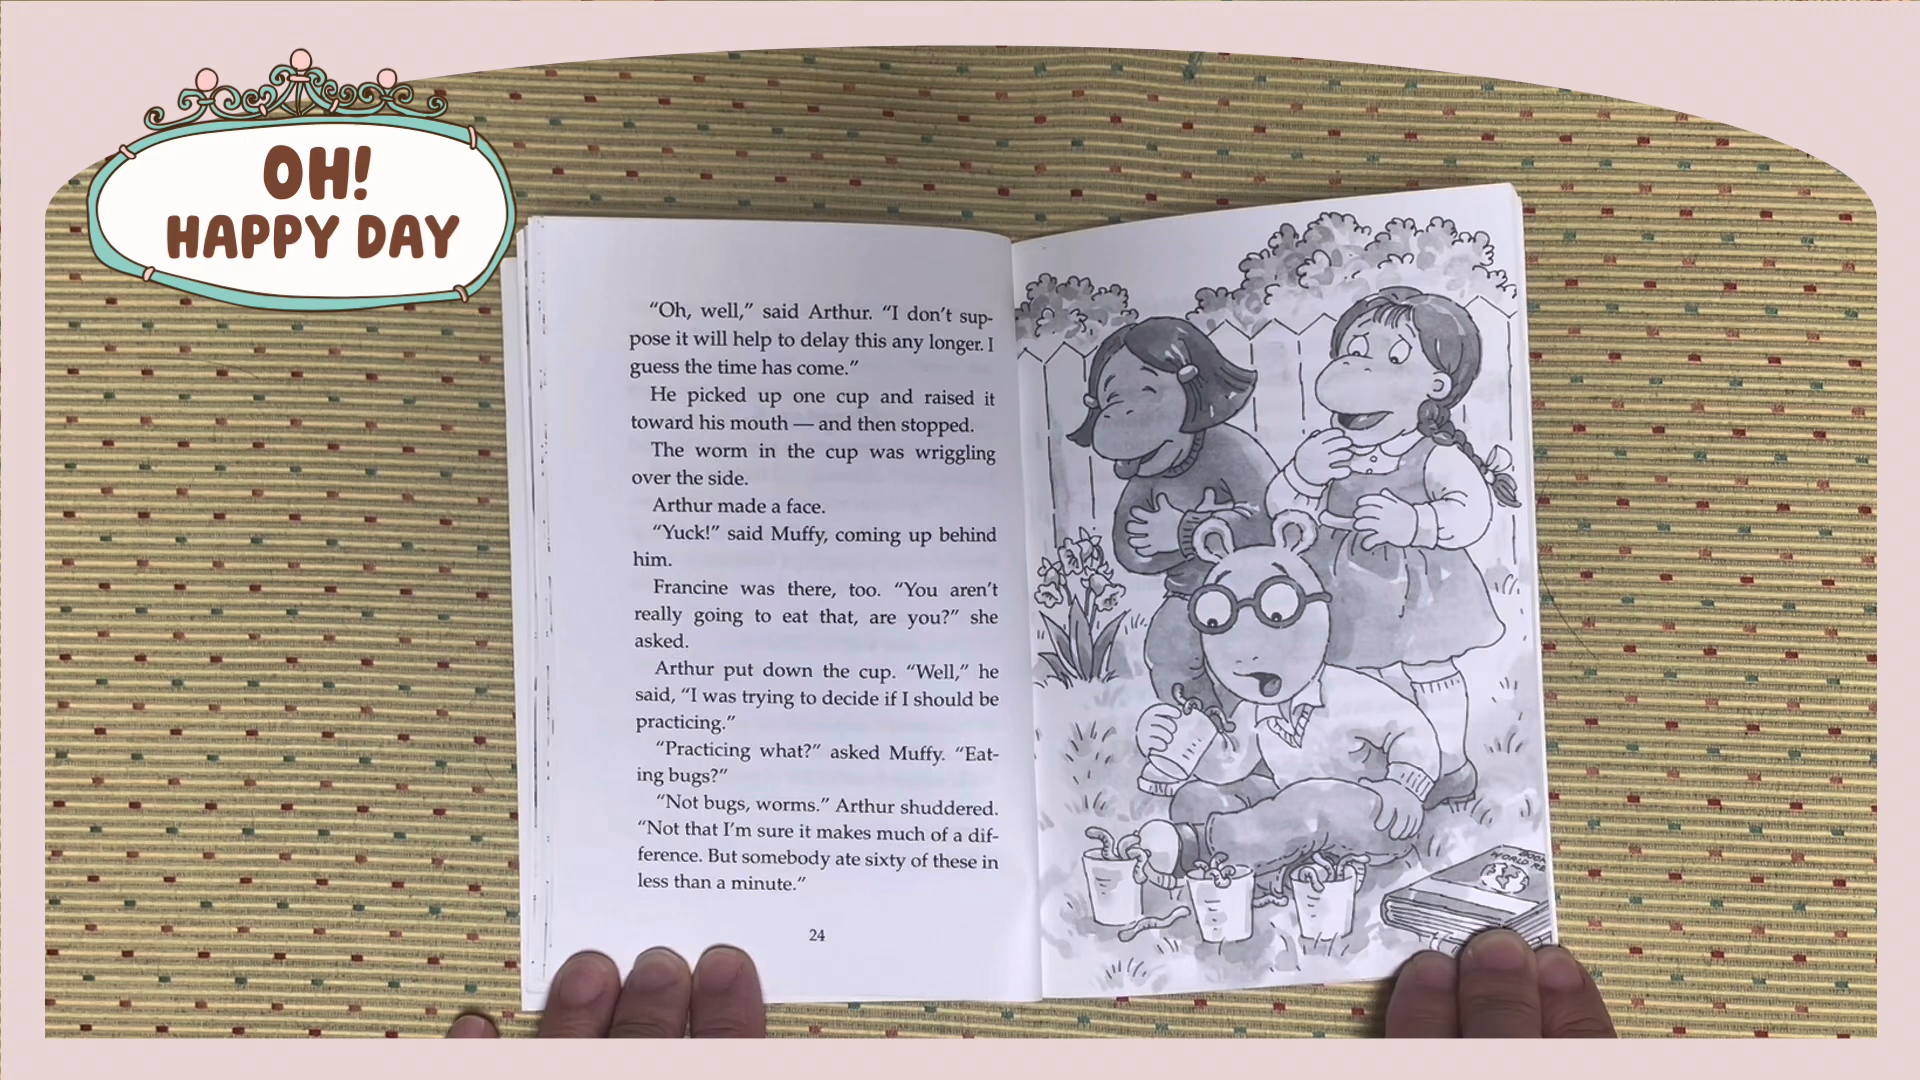 OH!
HAPPY DAY
“Oh, well,” said Arthur. “I don’t sup-
pose it will help to delay this any longer. I
guess the time has come.”
He picked up one cup and raised it
toward his mouth — and then stopped.
The worm in the cup was wriggling
over the side.
Arthur made a face.
“Yuck!” said Muffy, coming up behind
him.
Francine was there, too. “You aren’t
really going to eat that, are you?” she
asked.
Arthur put down the cup. “Well,” he
said, “I was trying to decide if I should be
practicing.”
“Practicing what?” asked Muffy. “Eat-
ing bugs?”
“Not bugs, worms.” Arthur shuddered.
“Not that I’m sure it makes much of a dif-
ference. But somebody ate sixty of these in
less than a minute.”
24
WORLD